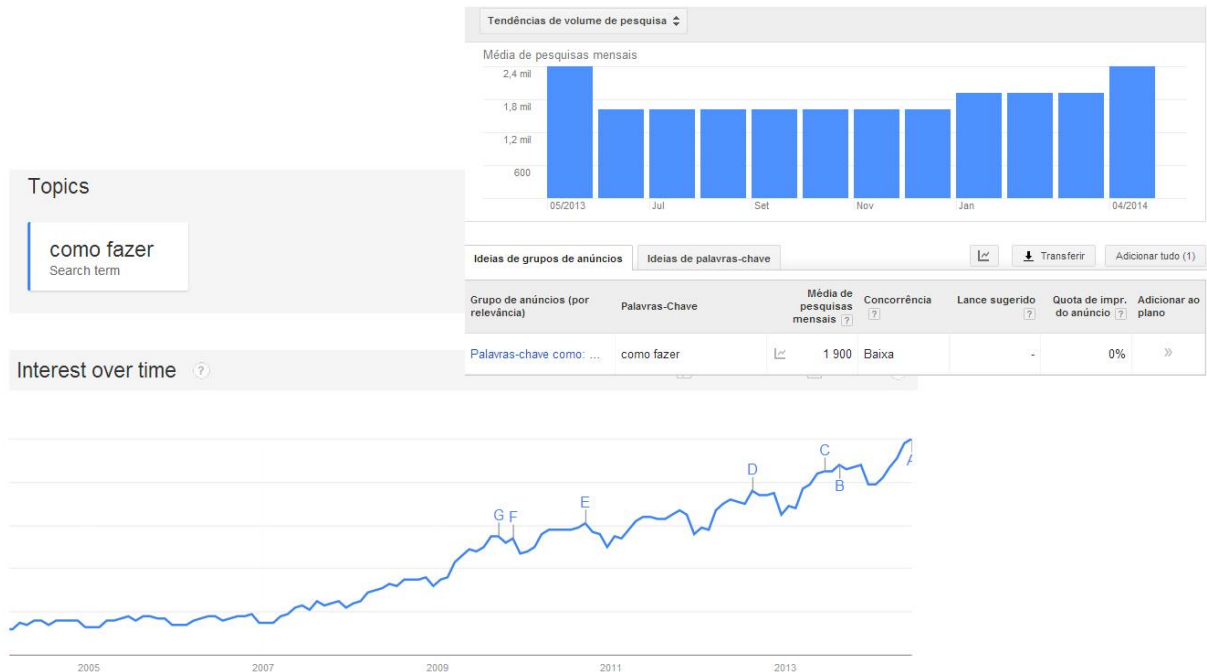 Tendências de volume de pesquisa
Média de pesquisas mensais
2,4 mil
1,8 mil
1,2 mil
600
05/2013 Jul Set Nov Jan 04/2014
Topics
como fazer
Search term
Ideias de grupos de anúncios Ideias de palavras-chave Transferir Adicionar tudo (1)
Grupo de anúncios (por relevância) Palavras-Chave Média de pesquisas mensais ? Concorrência ? Lance sugerido ? Quota de impr. do anúncio ? Adicionar ao plano
Palavras-chave como: ... como fazer 1 900 Baixa - 0% »
Interest over time ?
C
D B A
E
G F
2005 2007 2009 2011 2013